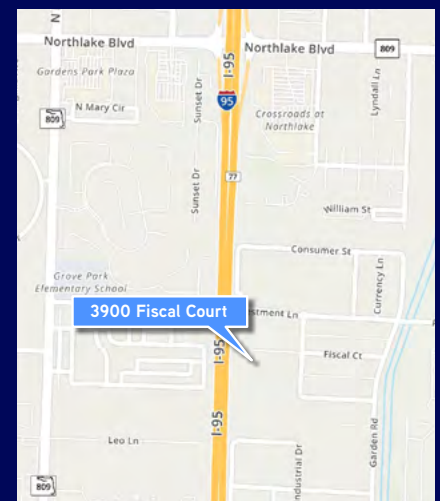 N
Northlake Blvd
I-95
Northlake Blvd
809
Gardens Park Plaza
Sunset Dr
95
Lyndall Ln
N Mary Cir
809
Crossroads at
Northlake
77
Sunset Dr
William St
Consumer St
Grove Park
Elementary School
Currency Ln
3900 Fiscal Court
stment Ln
I-95
Fiscal Ct
I-95
Leo Ln
Garden Rd
ndustrial Dr
809